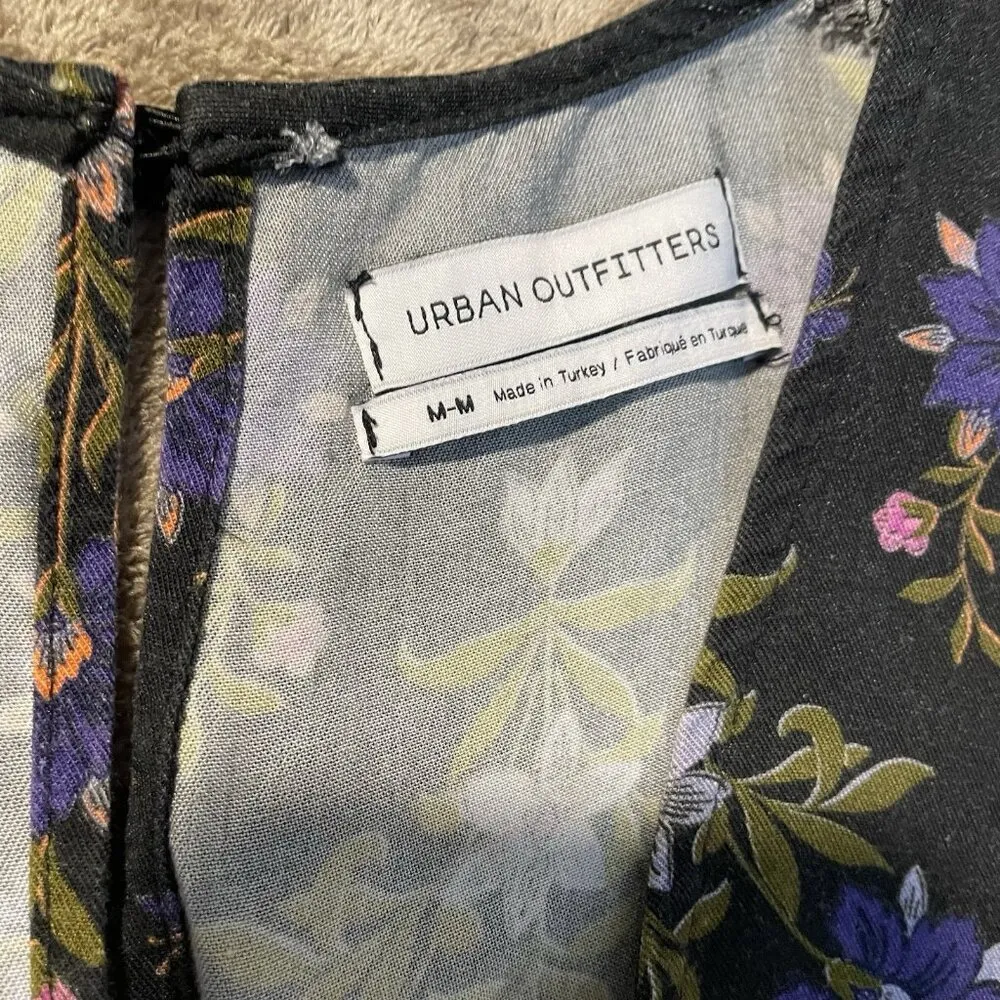 URBAN OUTFITTERS
M-M Made in Turkey / Fabriqué en Turquie